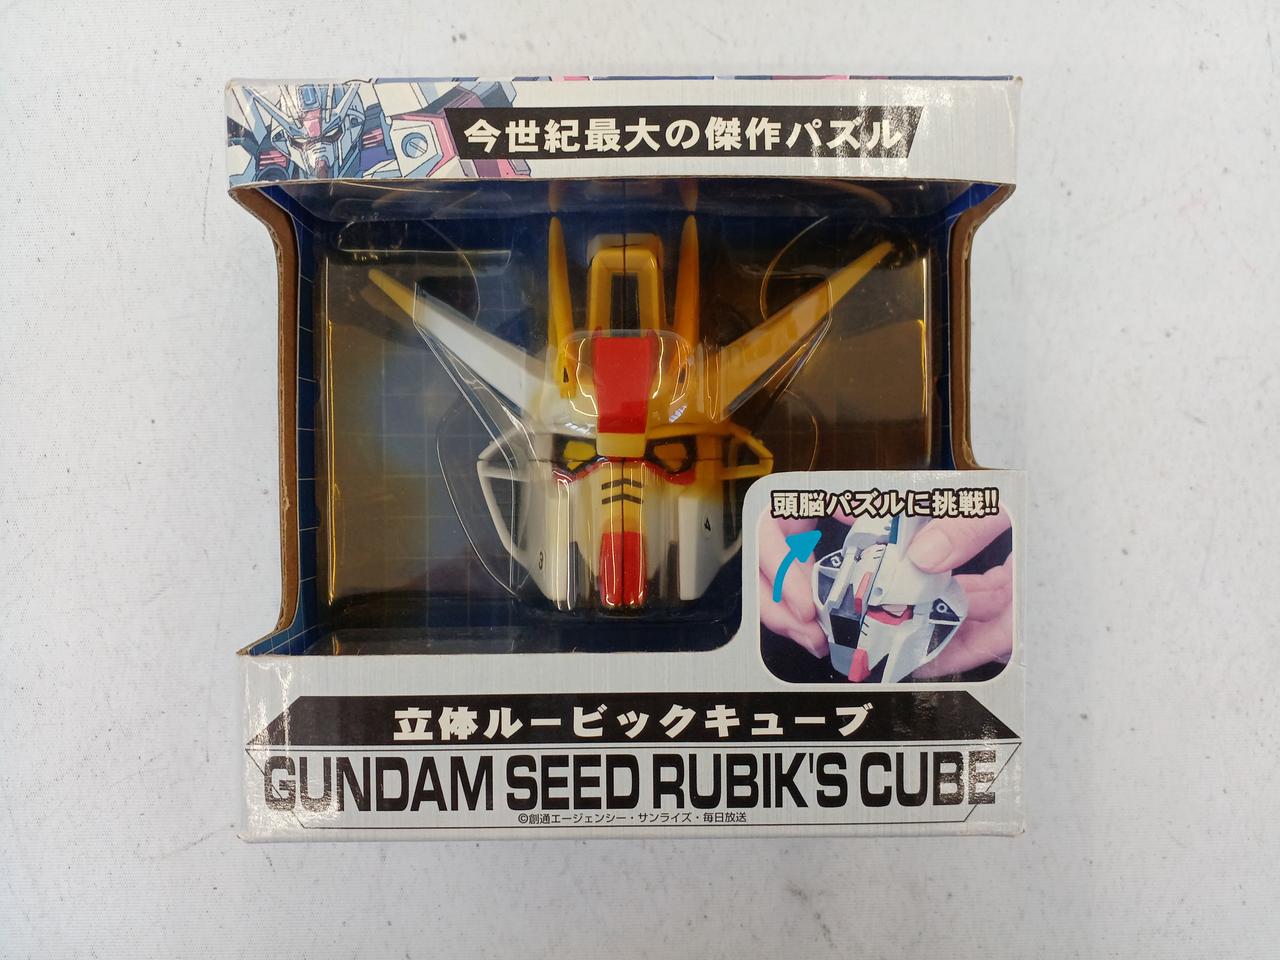 今世紀最大の傑作パズル
3
4
頭脳パズルに挑戦!!
立体ルービックキューブ
GUNDAM SEED RUBIK'S CUBE
©創通エージェンシー・サンライズ・毎日放送